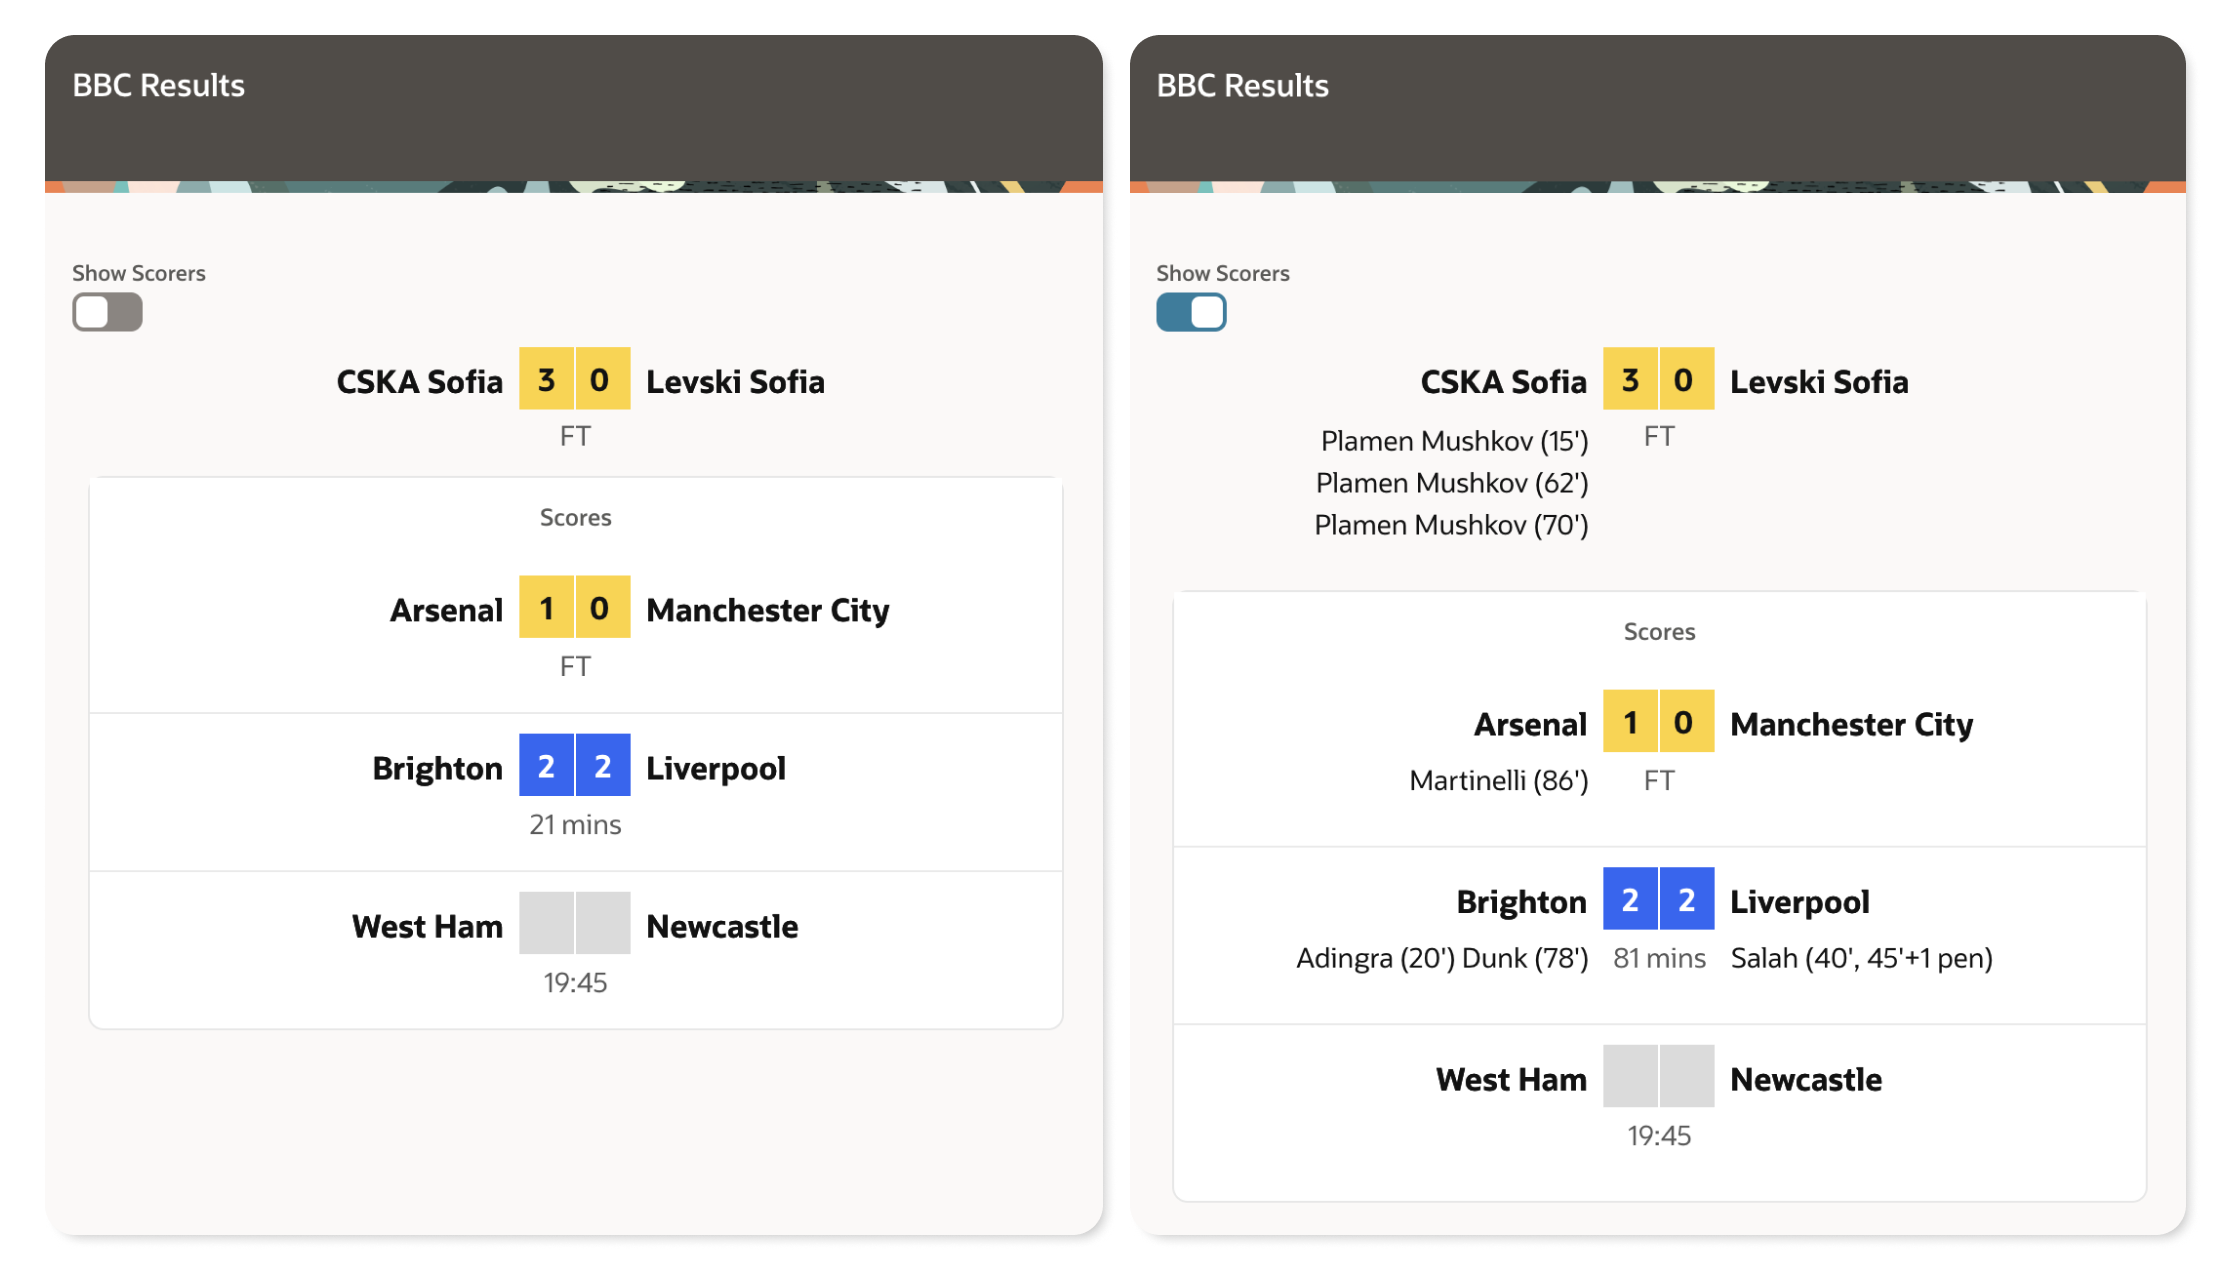 BBC Results
Show Scorers
CSKA Sofia 3 0 Levski Sofia
FT
Scores
Arsenal 1 0 Manchester City
FT
Brighton 2 2 Liverpool
21 mins
West Ham Newcastle
19:45
BBC Results
Show Scorers
CSKA Sofia 3 0 Levski Sofia
Plamen Mushkov (15') FT
Plamen Mushkov (62')
Plamen Mushkov (70')
Scores
Arsenal 1 0 Manchester City
Martinelli (86') FT
Brighton 2 2 Liverpool
Adingra (20') Dunk (78') 81 mins Salah (40', 45'+1 pen)
West Ham Newcastle
19:45